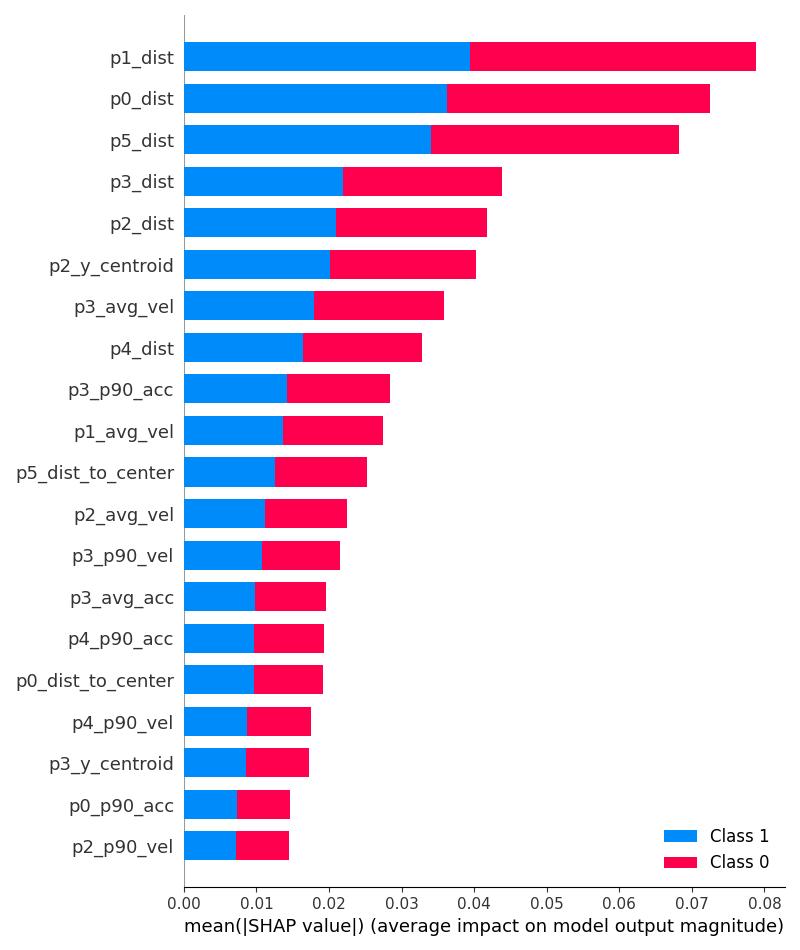 p1_dist
p0_dist
p5_dist
p3_dist
p2_dist
p2_y_centroid
p3_avg_vel
p4_dist
p3_p90_acc
p1_avg_vel
p5_dist_to_center
p2_avg_vel
p3_p90_vel
p3_avg_acc
p4_p90_acc
p0_dist_to_center
p4_p90_vel
p3_y_centroid
p0_p90_acc
p2_p90_vel
Class 1
Class 0
0.00 0.01 0.02 0.03 0.04 0.05 0.06 0.07 0.08
mean(|SHAP value|) (average impact on model output magnitude)